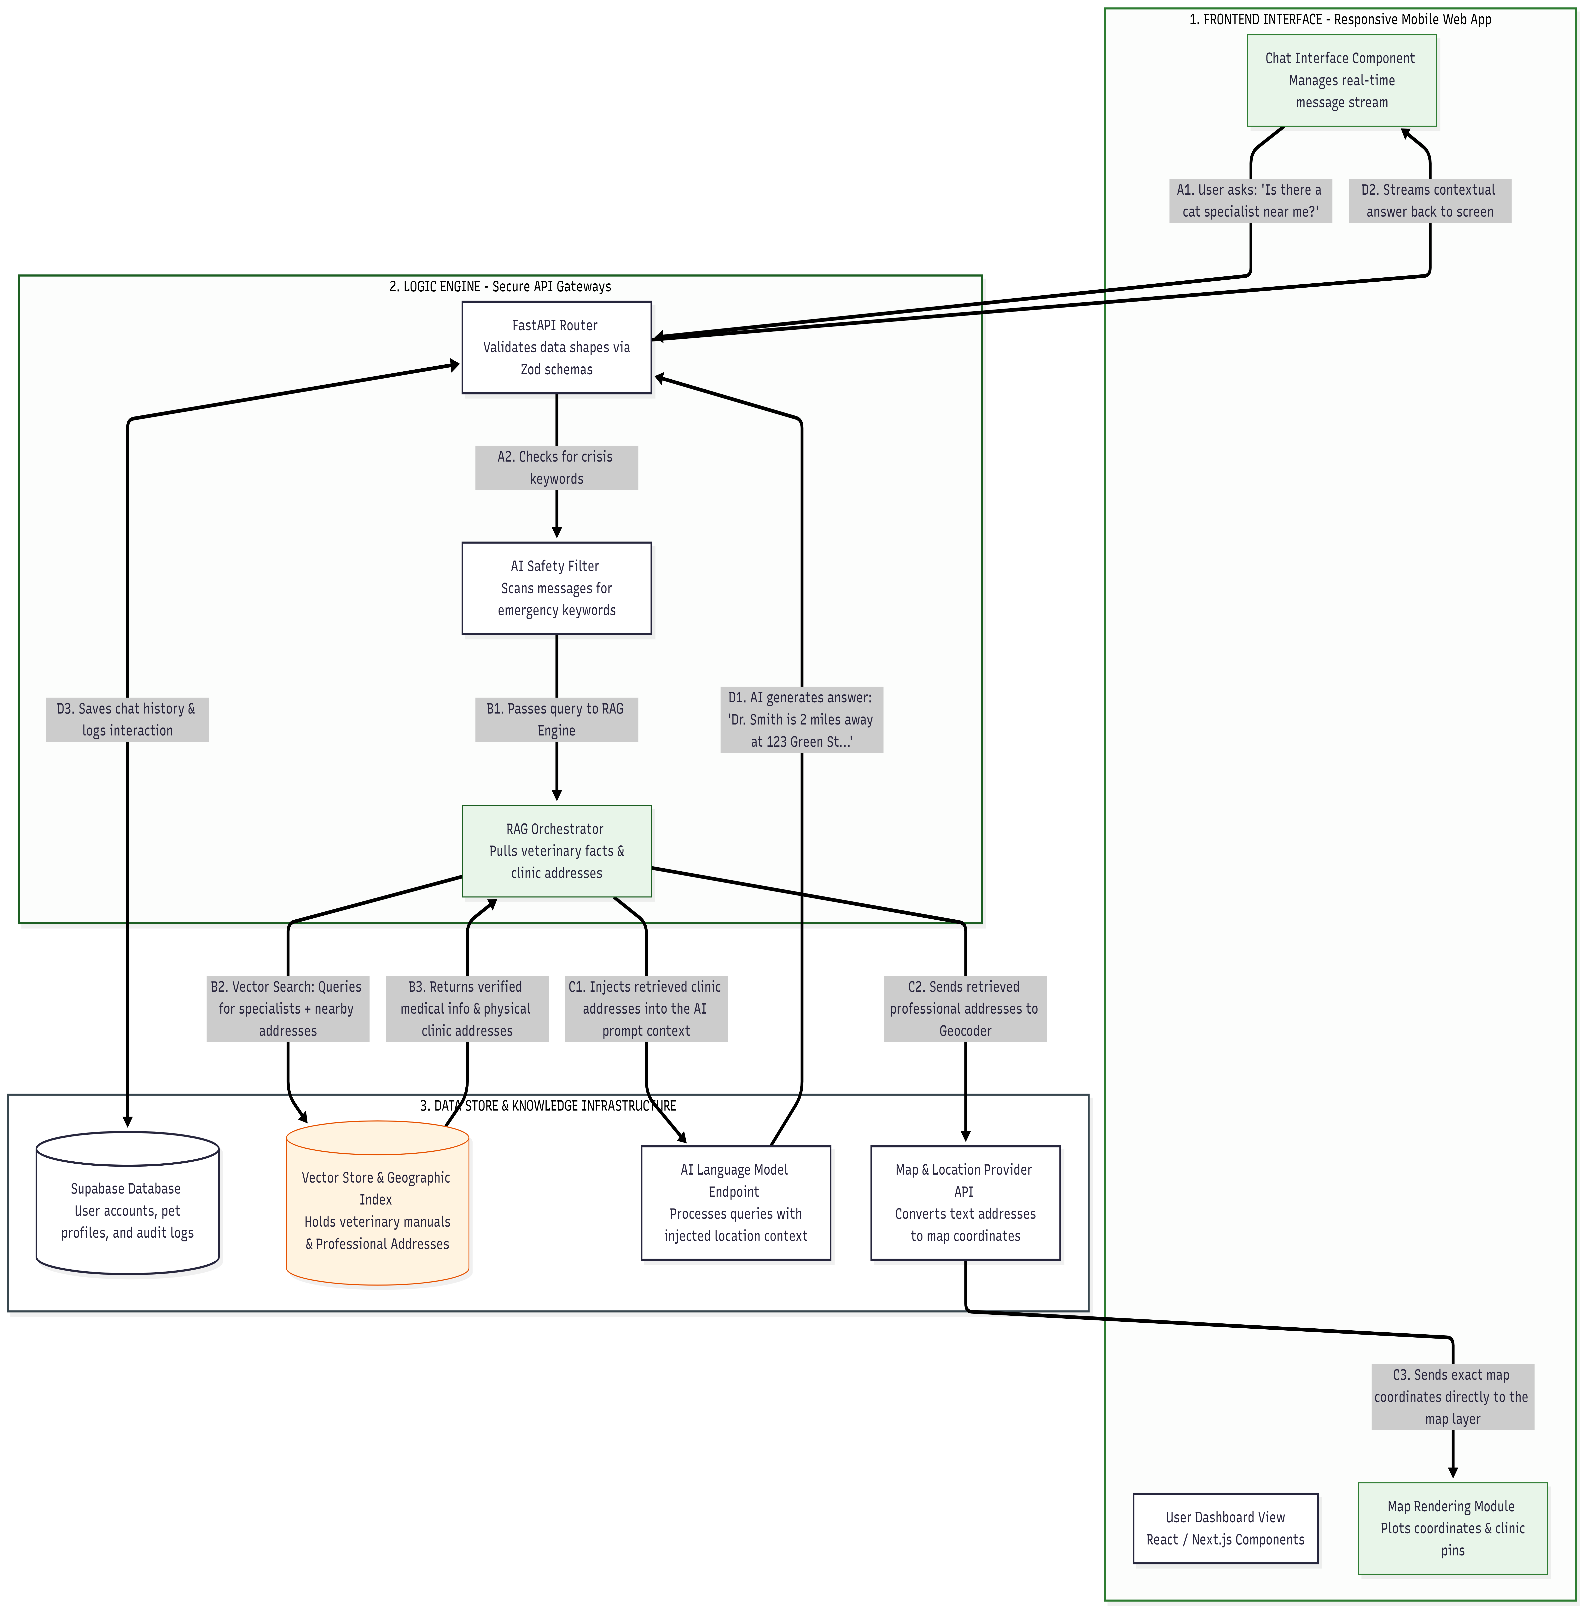 1. FRONTEND INTERFACE - Responsive Mobile Web App
Chat Interface Component
Manages real-time
message stream
A1. User asks: 'Is there a
cat specialist near me?'
D2. Streams contextual
answer back to screen
2. LOGIC ENGINE - Secure API Gateways
FastAPI Router
Validates data shapes via
Zod schemas
A2. Checks for crisis
keywords
AI Safety Filter
Scans messages for
emergency keywords
D3. Saves chat history &
logs interaction
B1. Passes query to RAG
Engine
D1. AI generates answer:
'Dr. Smith is 2 miles away
at 123 Green St...'
RAG Orchestrator
Pulls veterinary facts &
clinic addresses
B2. Vector Search: Queries
for specialists + nearby
addresses
B3. Returns verified
medical info & physical
clinic addresses
C1. Injects retrieved clinic
addresses into the AI
prompt context
C2. Sends retrieved
professional addresses to
Geocoder
3. DATA STORE & KNOWLEDGE INFRASTRUCTURE
Supabase Database
User accounts, pet
profiles, and audit logs
Vector Store & Geographic
Index
Holds veterinary manuals
& Professional Addresses
AI Language Model
Endpoint
Processes queries with
injected location context
Map & Location Provider
API
Converts text addresses
to map coordinates
C3. Sends exact map
coordinates directly to the
map layer
User Dashboard View
React / Next.js Components
Map Rendering Module
Plots coordinates & clinic
pins